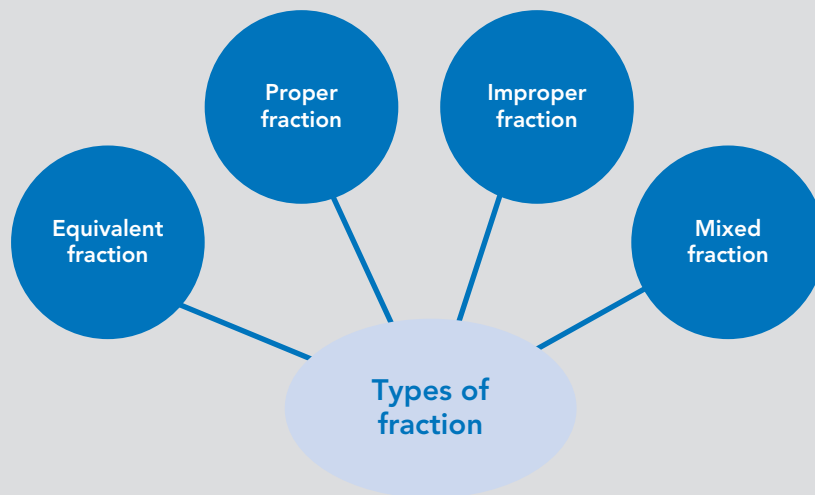 Proper
fraction
Improper
fraction
Equivalent
fraction
Mixed
fraction
Types of
fraction